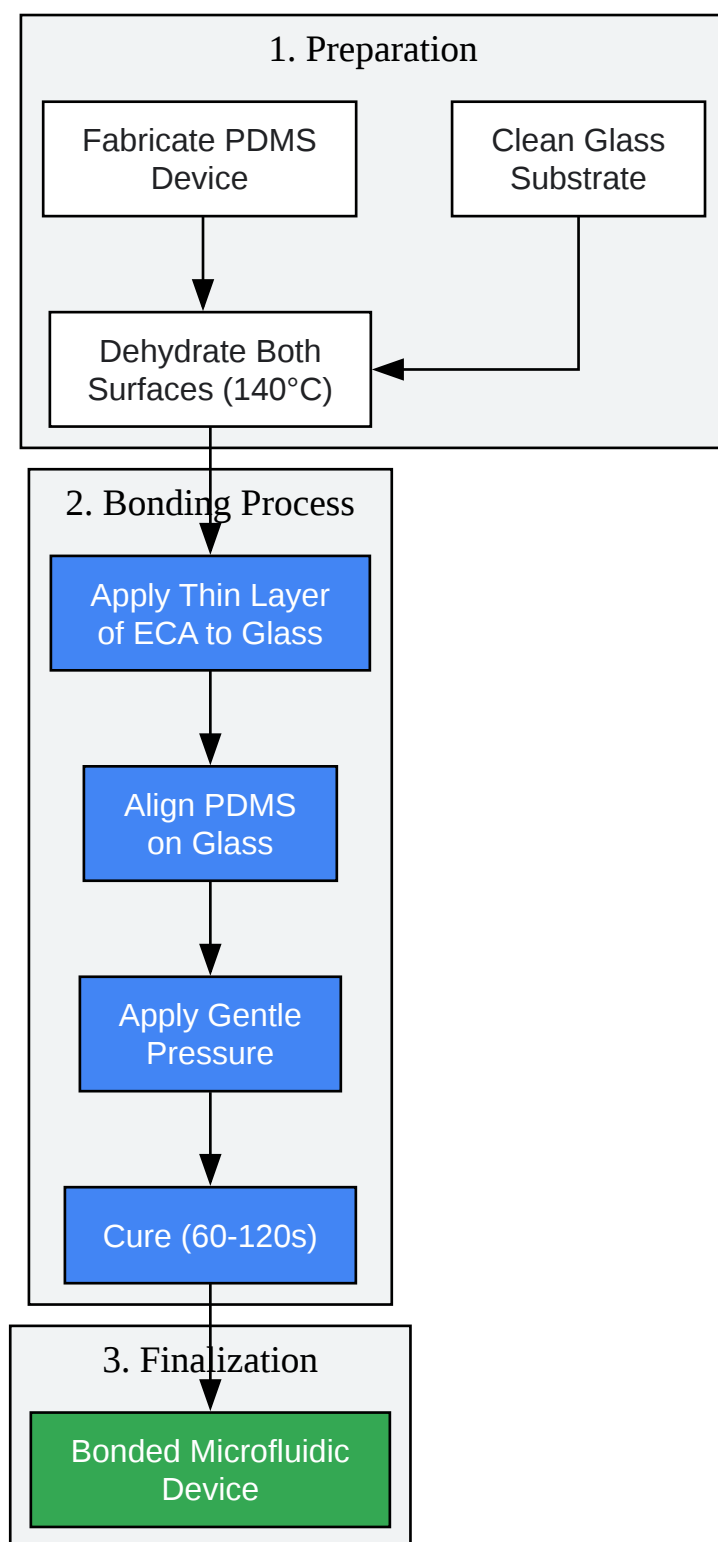 1. Preparation
Fabricate PDMS
Device
Clean Glass
Substrate
Dehydrate Both
Surfaces (140°C)
2. Bonding Process
Apply Thin Layer
of ECA to Glass
Align PDMS
on Glass
Apply Gentle
Pressure
Cure (60-120s)
3. Finalization
Bonded Microfluidic
Device